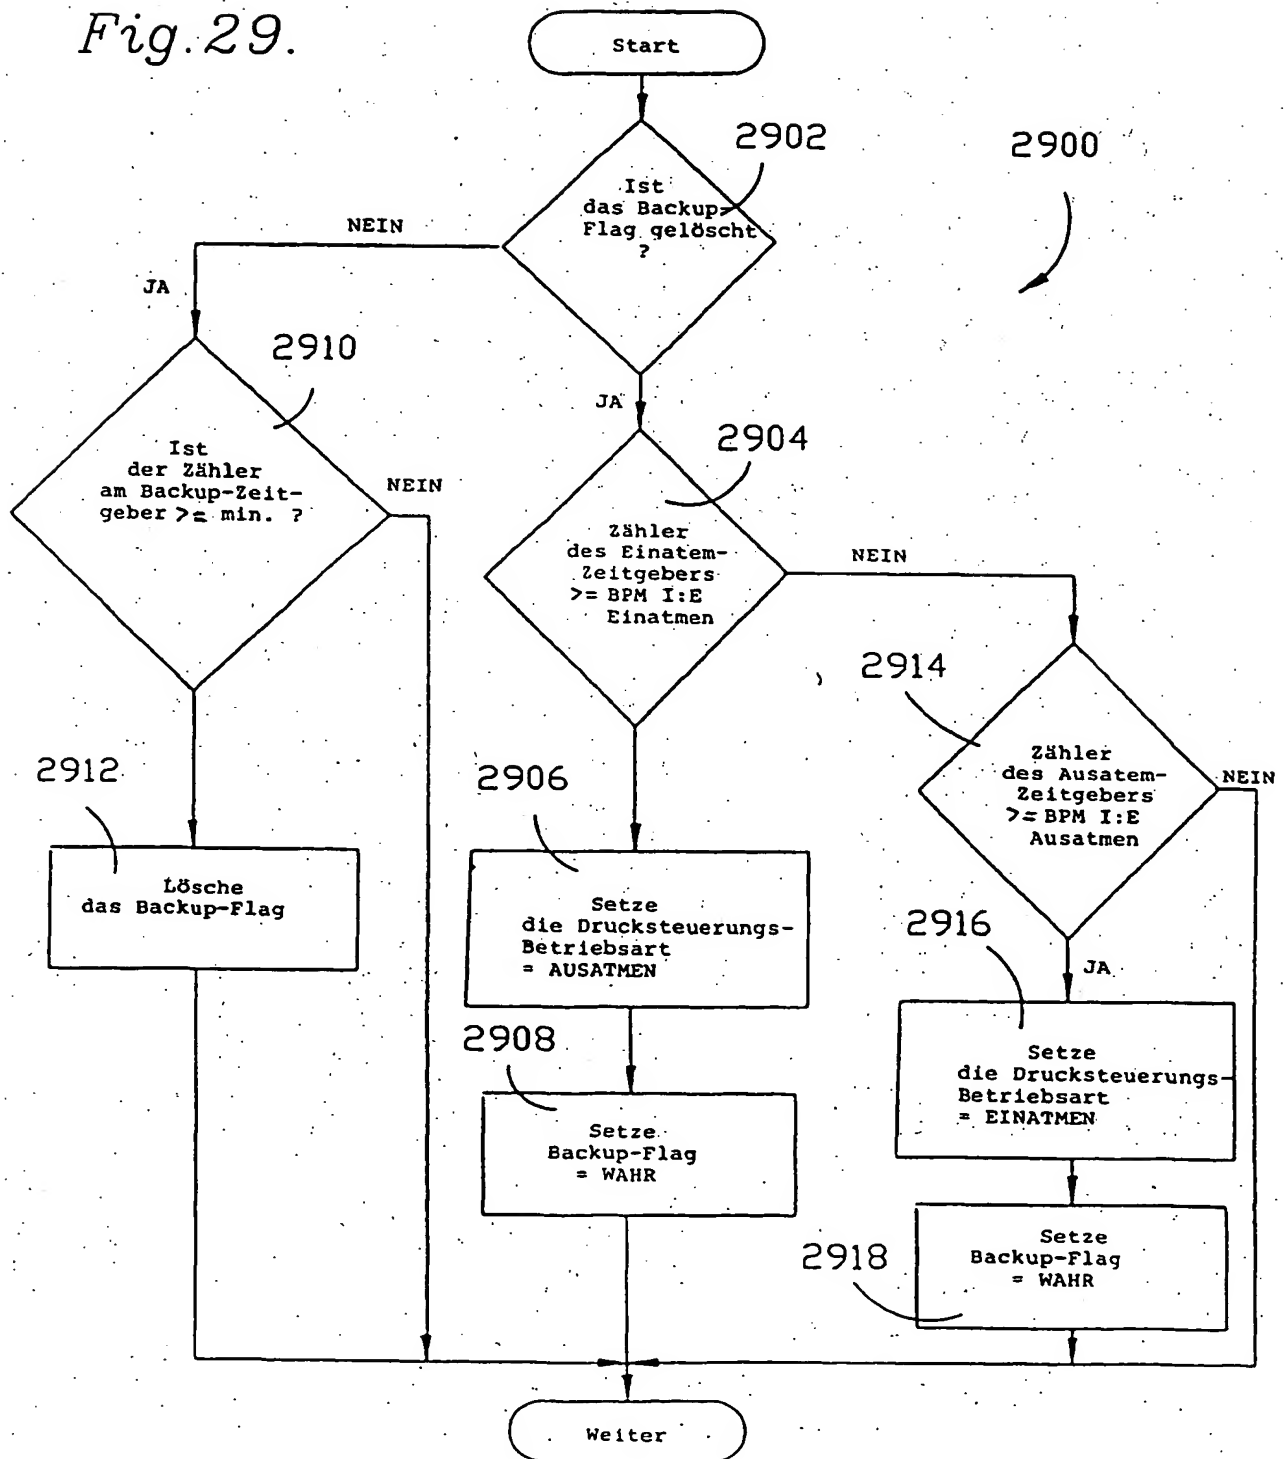 Fig.29.
Start
2902
2900
Ist
das Backup-
Flag gelöscht
?
NEIN
JA
2910
JA
2904
Ist
der Zähler
am Backup-Zeit-
geber >= min. ?
NEIN
Zähler
des Einatem-
Zeitgebers
>= BPM I:E
Einatmen
NEIN
2914
Zähler
des Ausatem-
Zeitgebers
>= BPM I:E
Ausatmen
NEIN
2912
2906
Lösche
das Backup-Flag
Setze
die Drucksteuerungs-
Betriebsart
= AUSATMEN
2916
JA
2908
Setze
die Drucksteuerungs-
Betriebsart
= EINATMEN
Setze
Backup-Flag
= WAHR
2918
Setze
Backup-Flag
= WAHR
Weiter